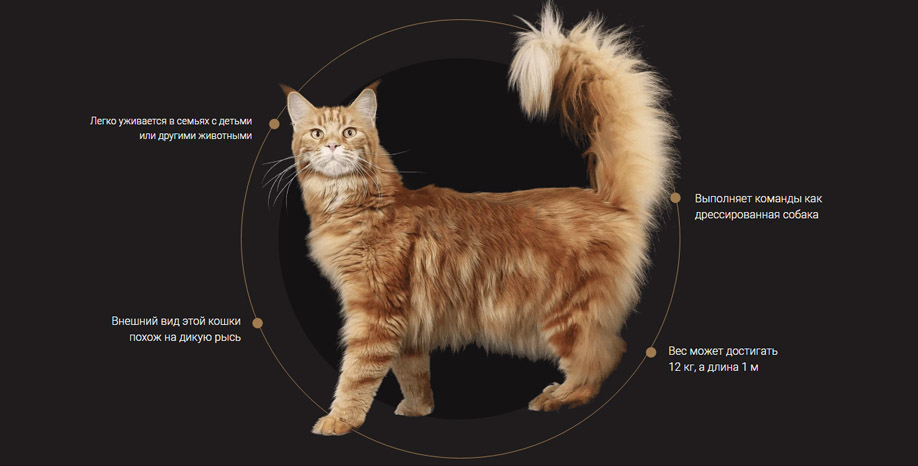 Легко уживается в семьях с детьми
или другими животными
Выполняет команды как
дрессированная собака
Внешний вид этой кошки
похож на дикую рысь
Вес может достигать
12 кг, а длина 1 м